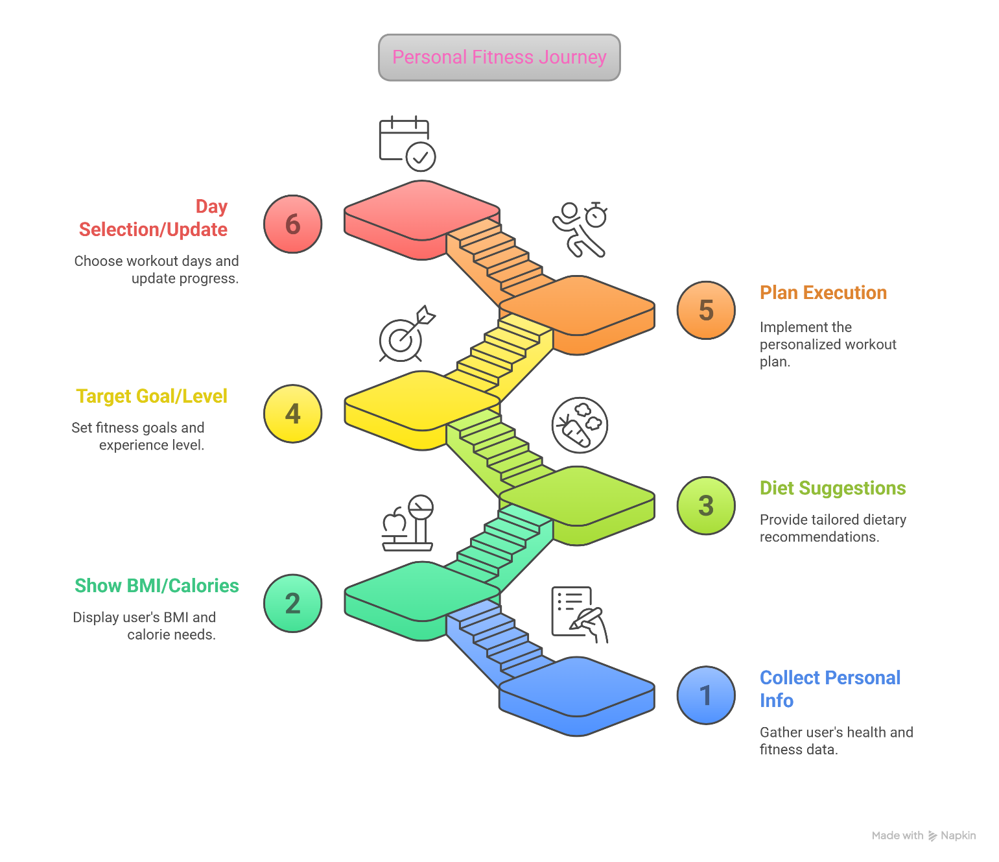 Personal Fitness Journey
6
Day
Selection/Update
Choose workout days and
update progress.
5
Plan Execution
Implement the
personalized workout
plan.
4
Target Goal/Level
Set fitness goals and
experience level.
3
Diet Suggestions
Provide tailored dietary
recommendations.
2
Show BMI/Calories
Display user's BMI and
calorie needs.
1
Collect Personal
Info
Gather user's health and
fitness data.
Made with Napkin